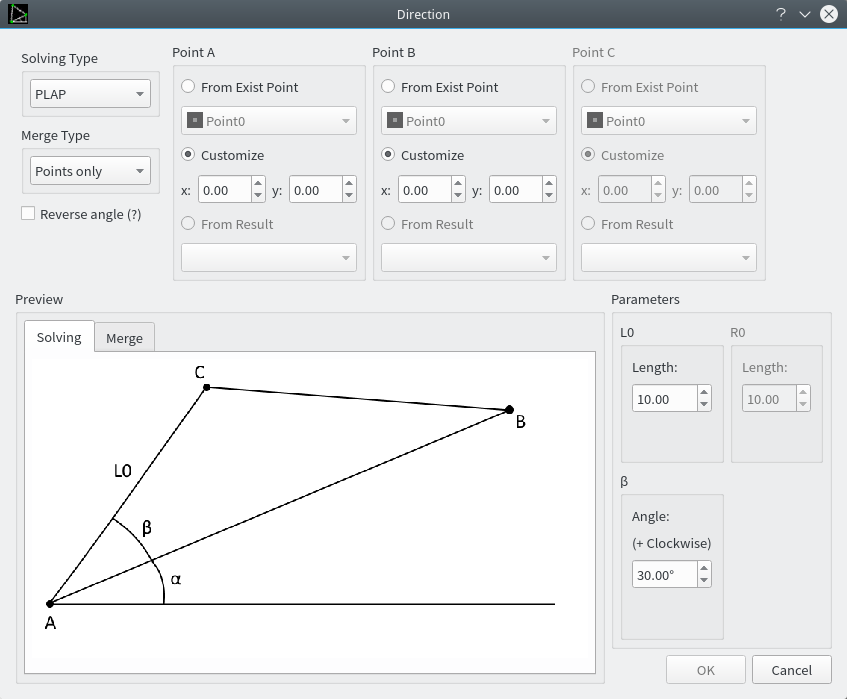 Direction
Solving Type
PLAP
Merge Type
Points only
Reverse angle (?)
Point A
From Exist Point
Point0
Customize
x: 0.00 y: 0.00
From Result
Point B
From Exist Point
Point0
Customize
x: 0.00 y: 0.00
From Result
Point C
From Exist Point
Point0
Customize
x: 0.00 y: 0.00
From Result
Preview
Solving Merge
C
B
L0
β
α
A
Parameters
L0
Length:
10.00
R0
Length:
10.00
β
Angle:
(+ Clockwise)
30.00°
OK Cancel